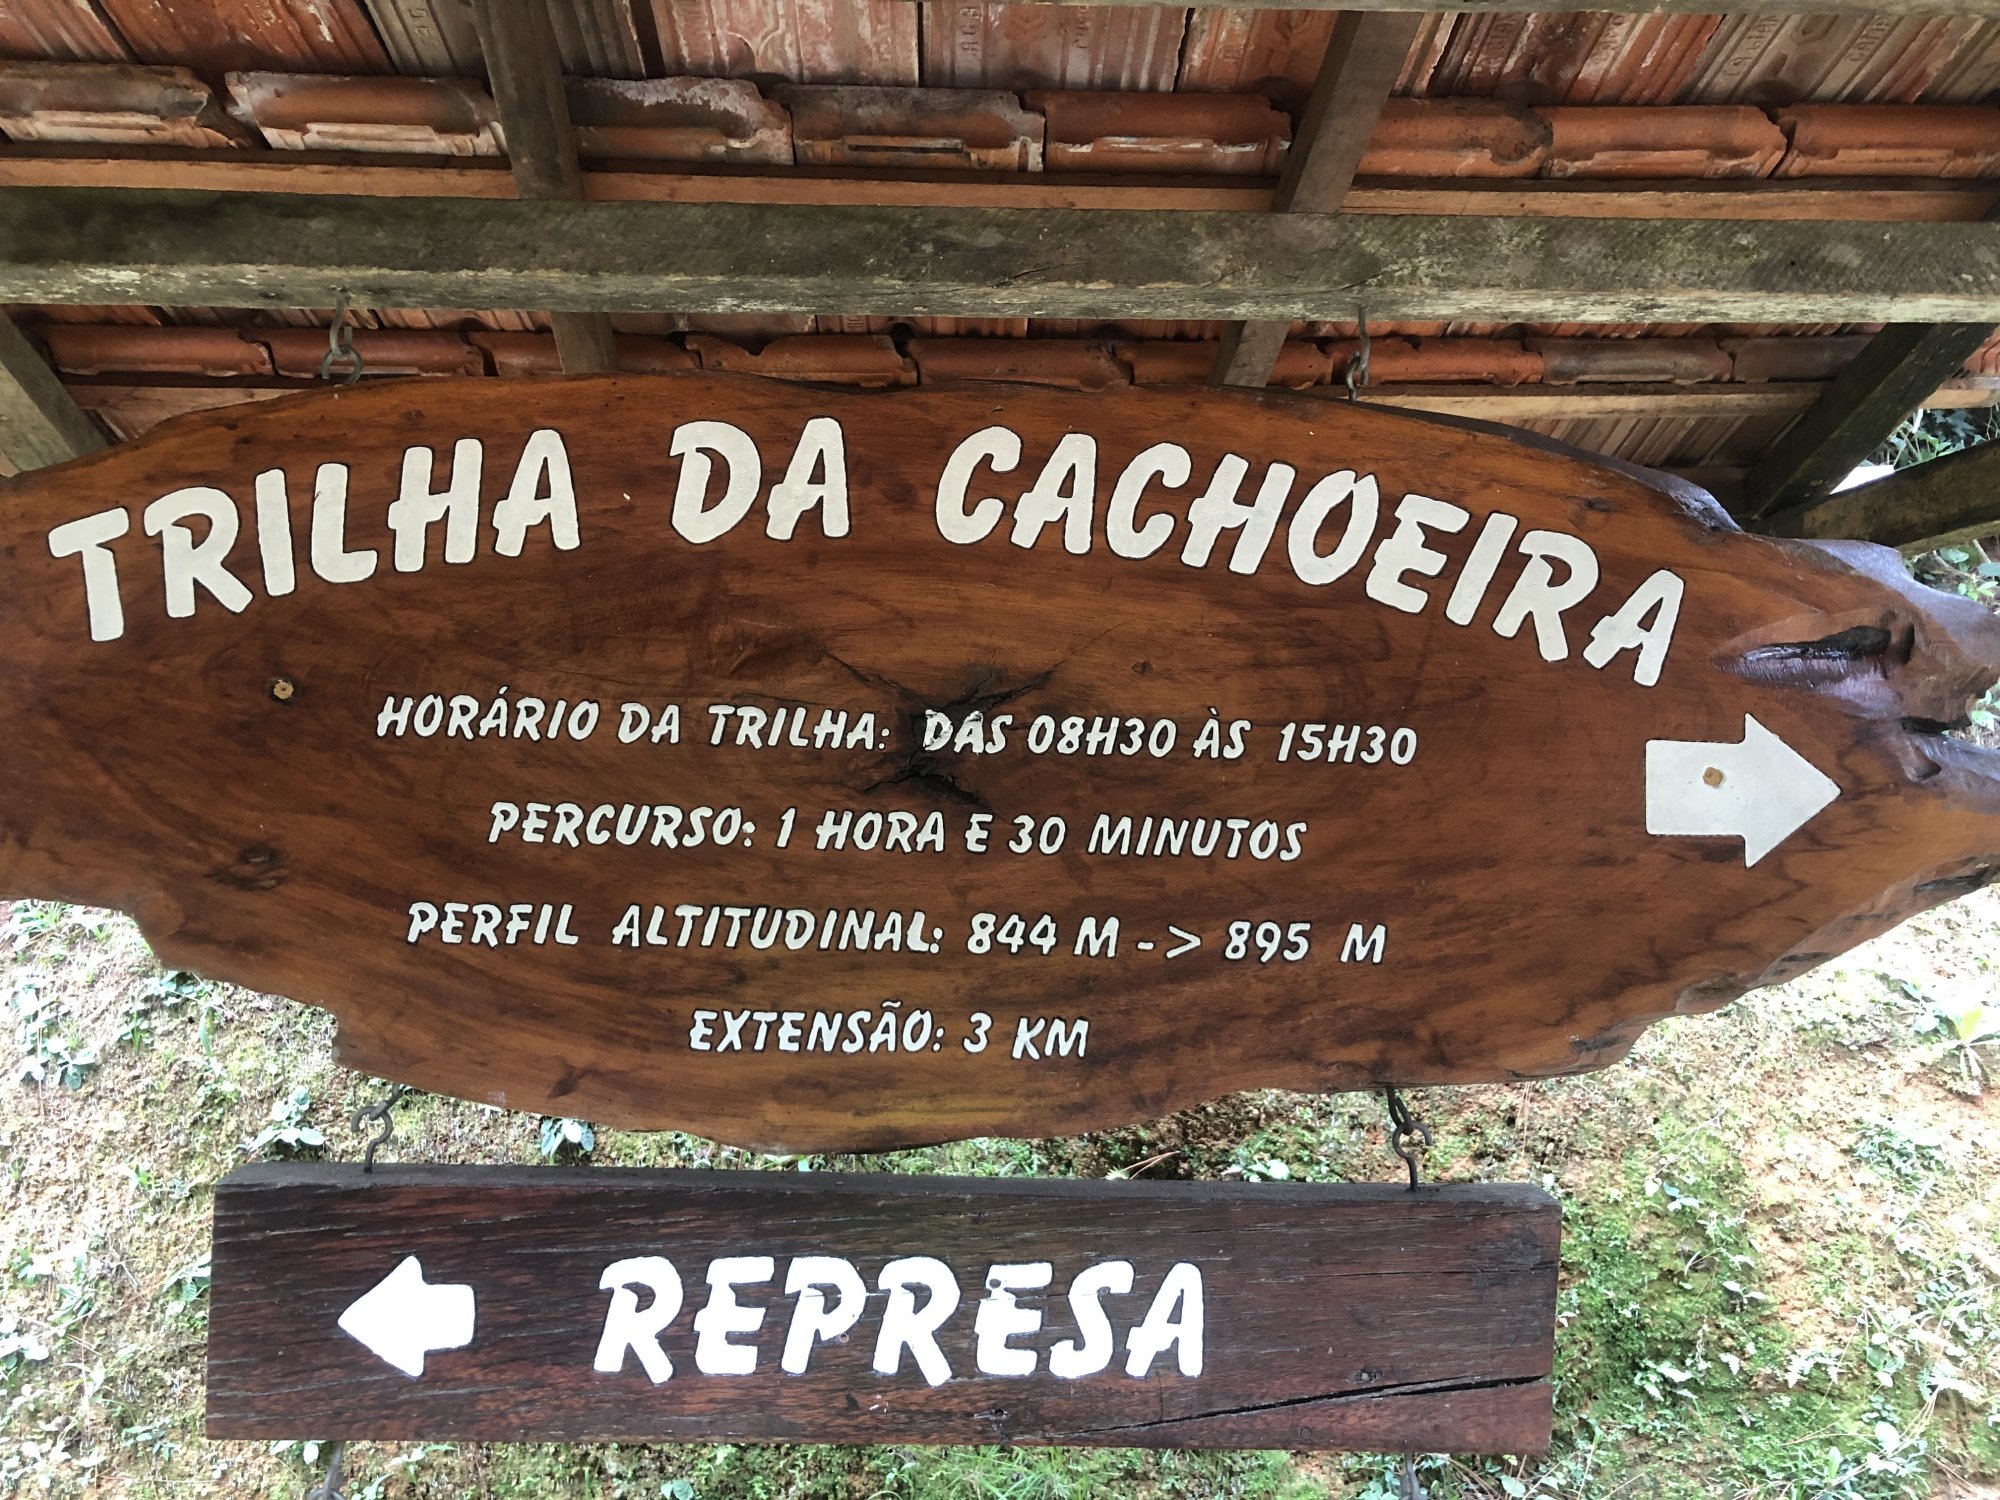 TRILHA DA CACHOEIRA
HORÁRIO DA TRILHA: DAS 08H30 ÀS 15H30
PERCURSO: 1 HORA E 30 MINUTOS
PERFIL ALTITUDINAL: 844 M -> 895 M
EXTENSÃO: 3 KM
REPRESA